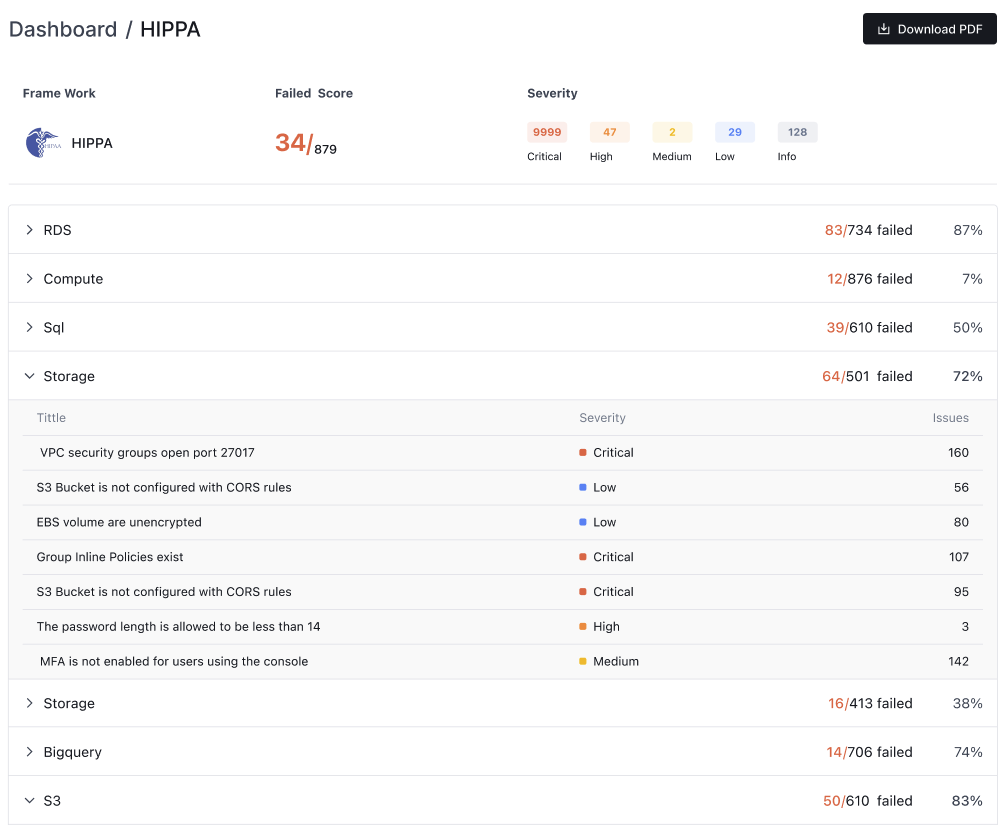 Dashboard / HIPPA
Download PDF
Frame Work
Failed Score
Severity
HIPAA
HIPPA
34/879
9999
47
2
29
128
Critical
High
Medium
Low
Info
RDS 83/734 failed 87%
Compute 12/876 failed 7%
Sql 39/610 failed 50%
Storage 64/501 failed 72%
Tittle Severity Issues
VPC security groups open port 27017 Critical 160
S3 Bucket is not configured with CORS rules Low 56
EBS volume are unencrypted Low 80
Group Inline Policies exist Critical 107
S3 Bucket is not configured with CORS rules Critical 95
The password length is allowed to be less than 14 High 3
MFA is not enabled for users using the console Medium 142
Storage 16/413 failed 38%
Bigquery 14/706 failed 74%
S3 50/610 failed 83%